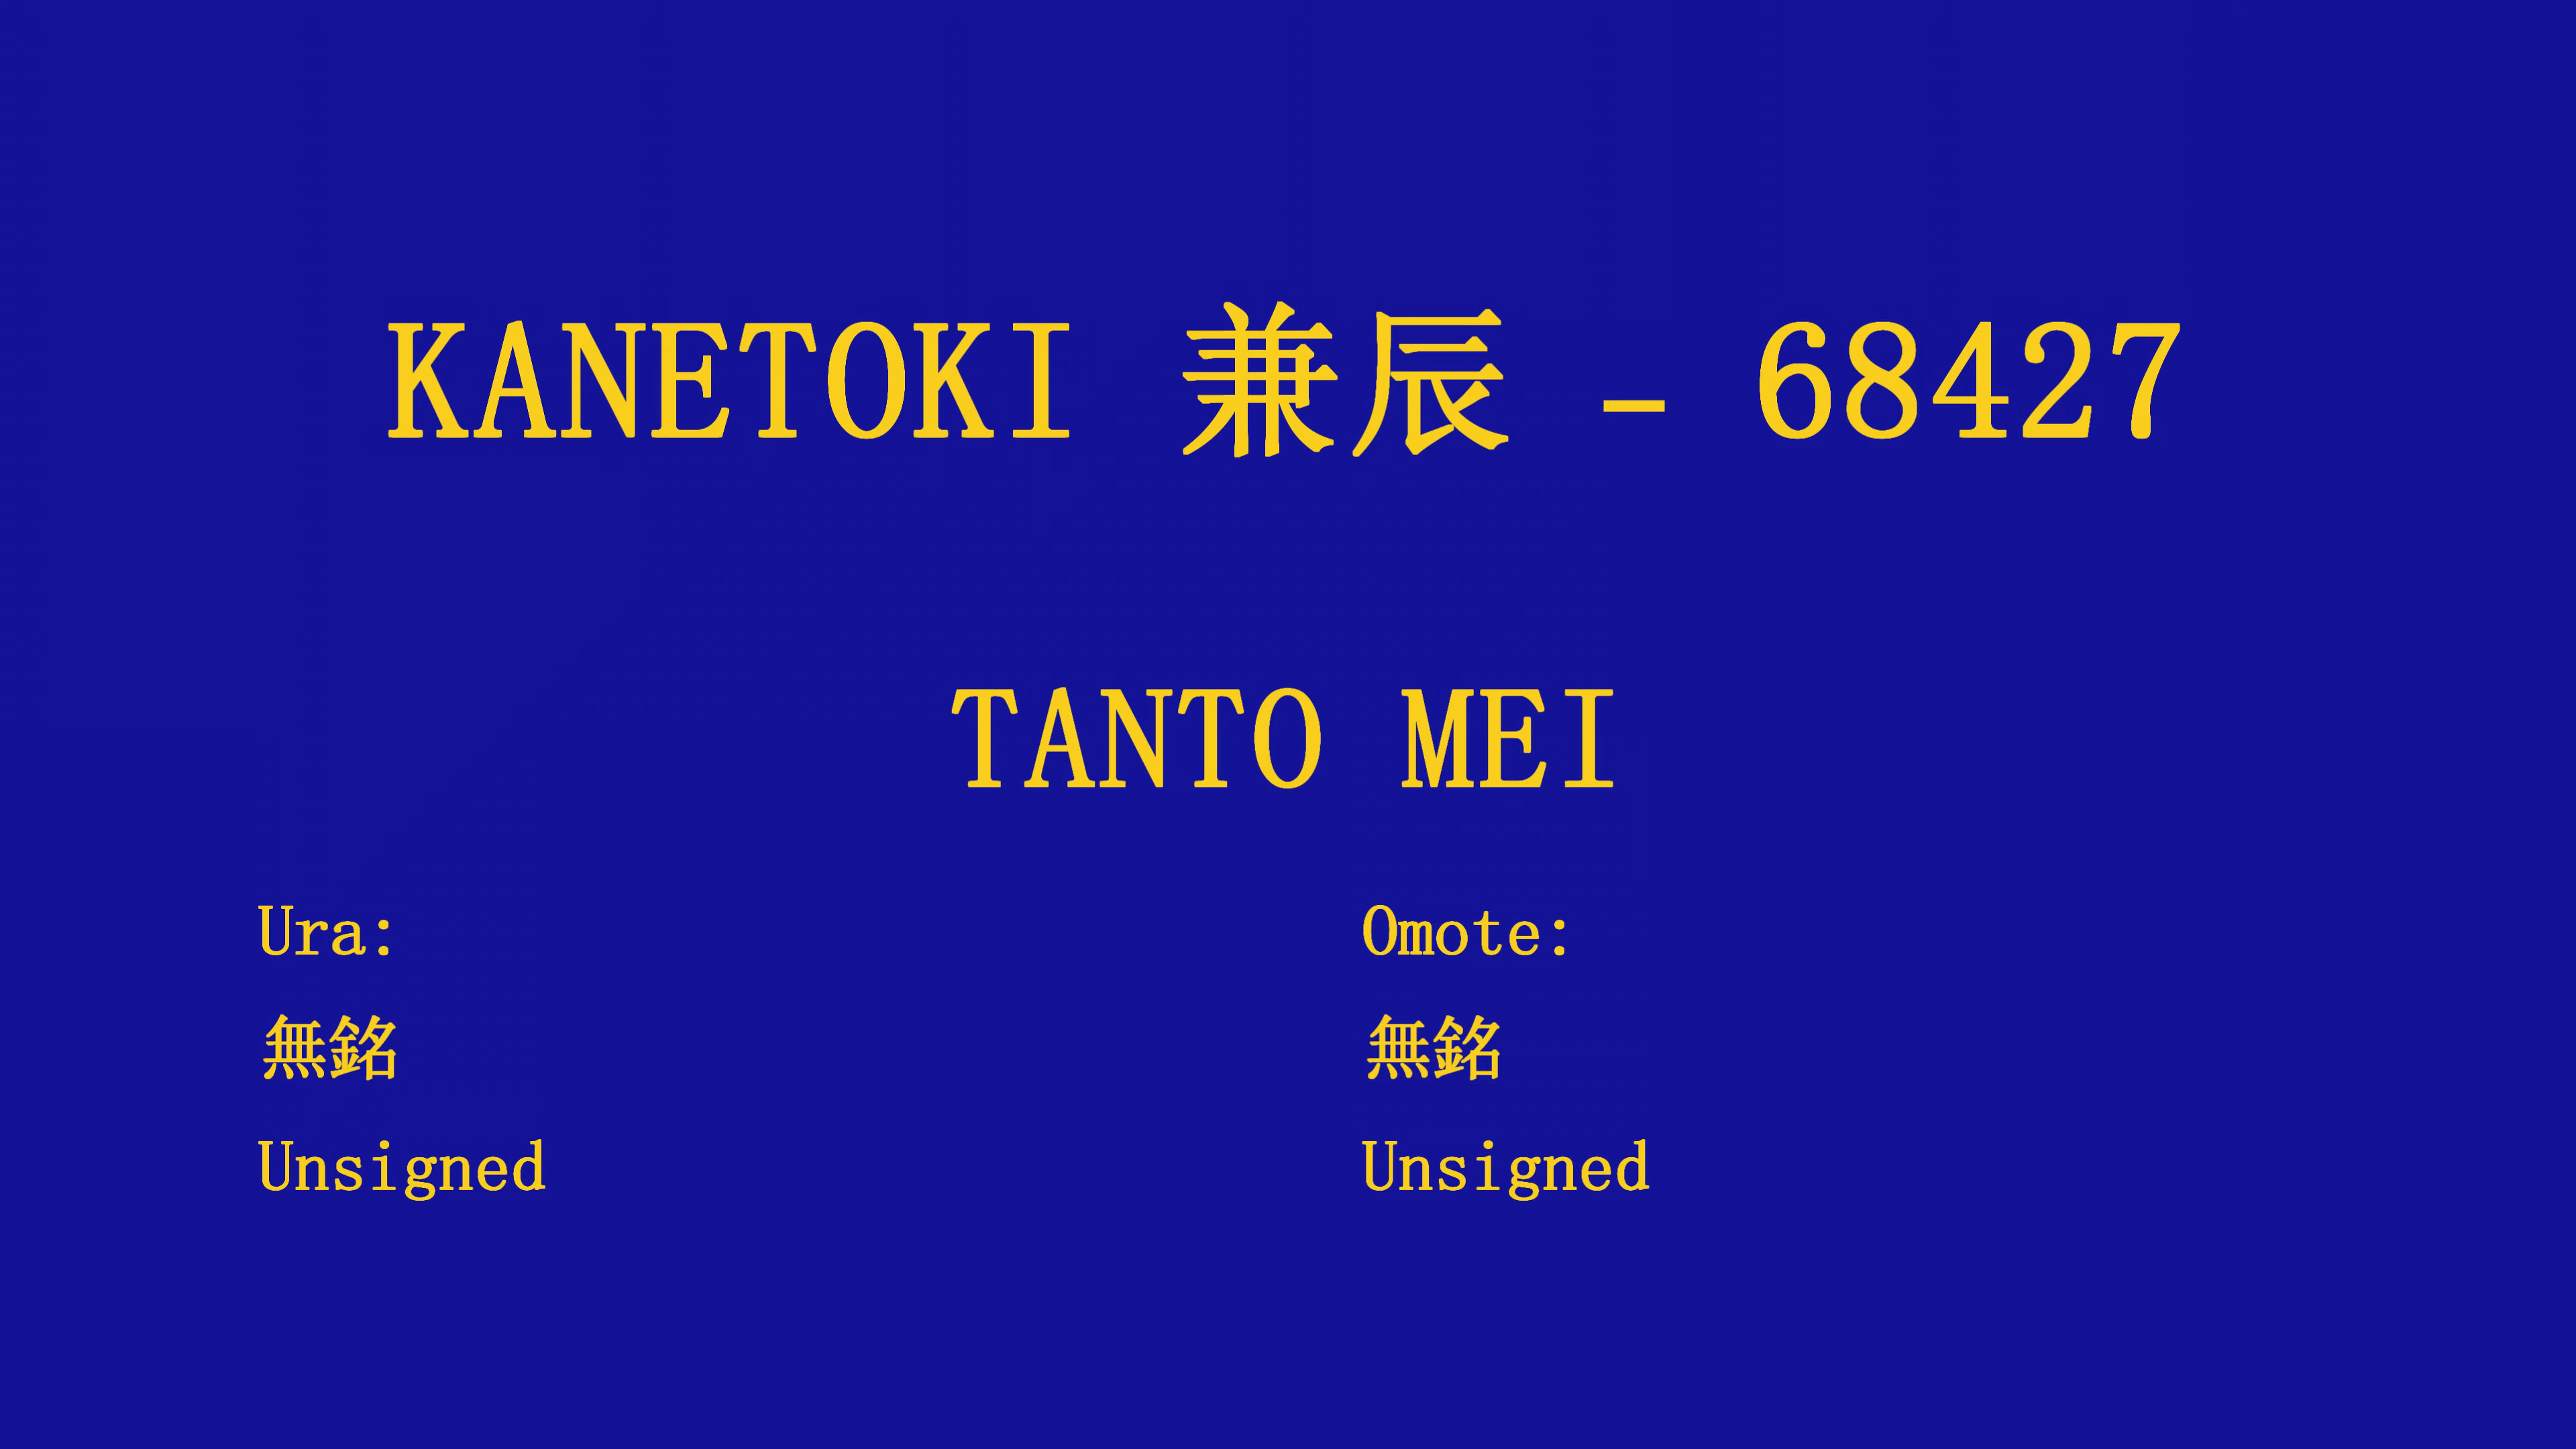 KANETOKI 兼辰 - 68427
TANTO MEI
Ura:
無銘
Unsigned
Omote:
無銘
Unsigned